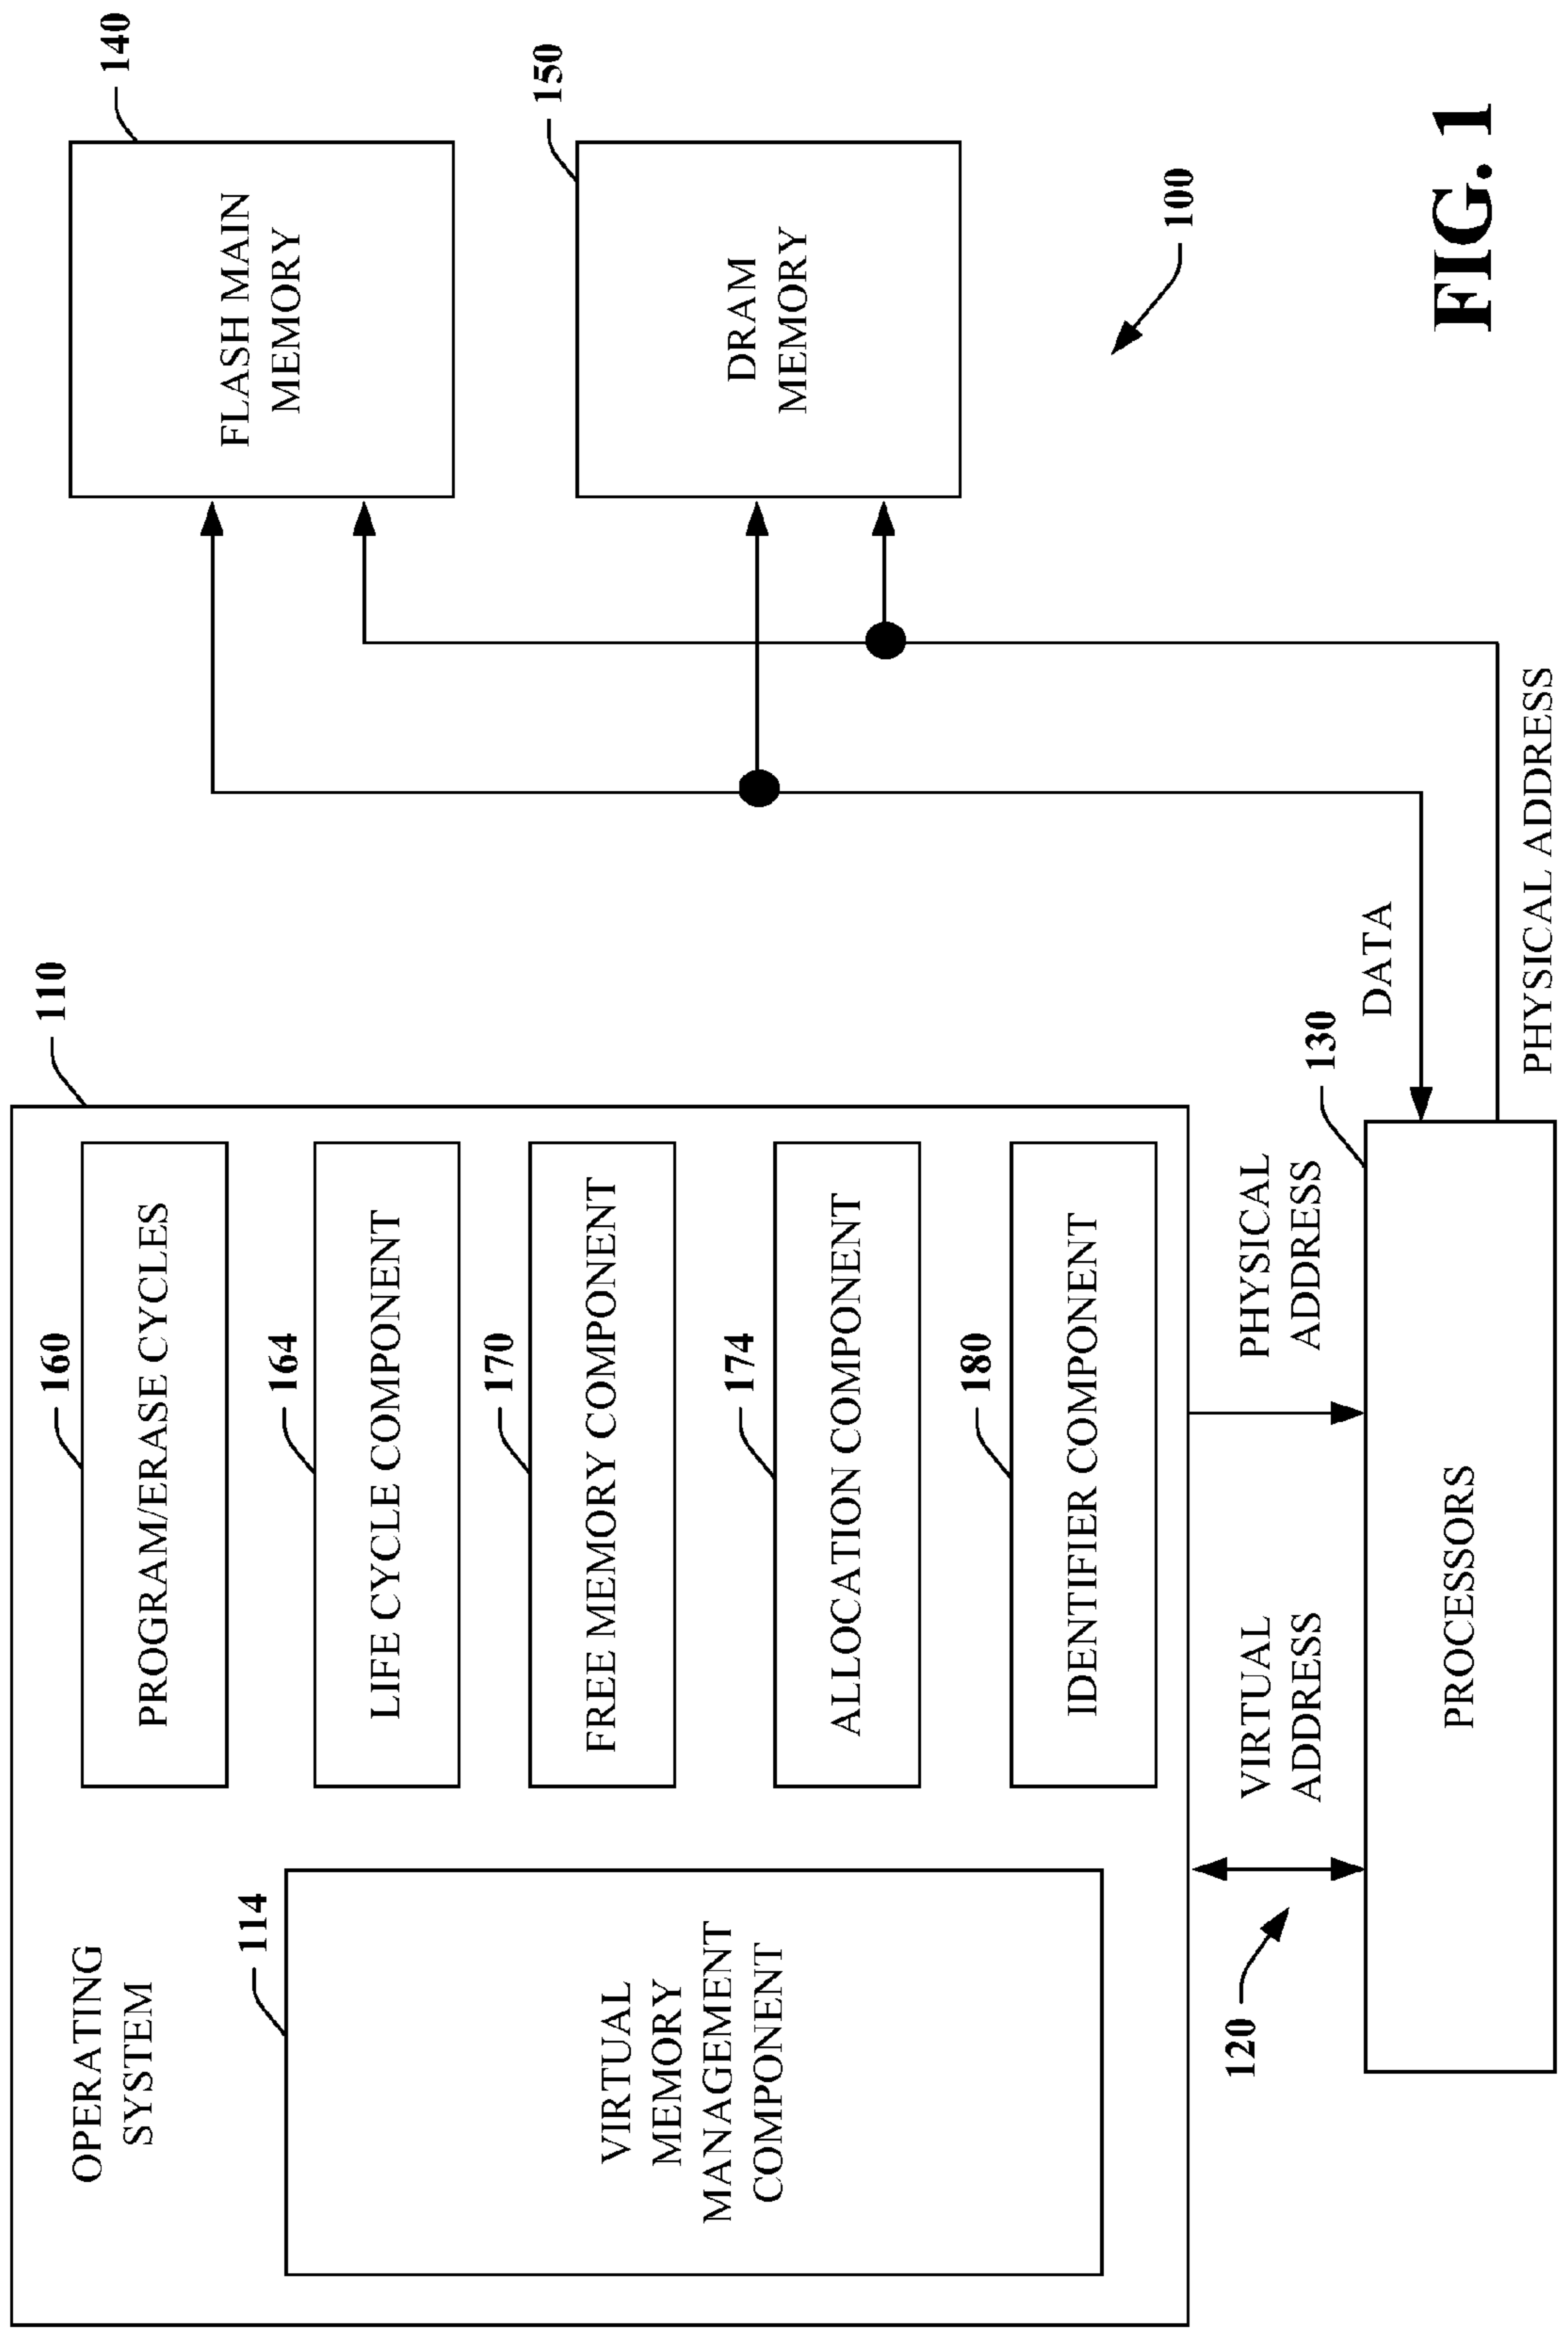 OPERATING
SYSTEM
110
114
VIRTUAL
MEMORY
MANAGEMENT
COMPONENT
160
PROGRAM/ERASE CYCLES
164
LIFE CYCLE COMPONENT
170
FREE MEMORY COMPONENT
174
ALLOCATION COMPONENT
180
IDENTIFIER COMPONENT
140
FLASH MAIN
MEMORY
150
DRAM
MEMORY
100
120
VIRTUAL
ADDRESS
PHYSICAL
ADDRESS
130
DATA
PROCESSORS
PHYSICAL ADDRESS
FIG. 1